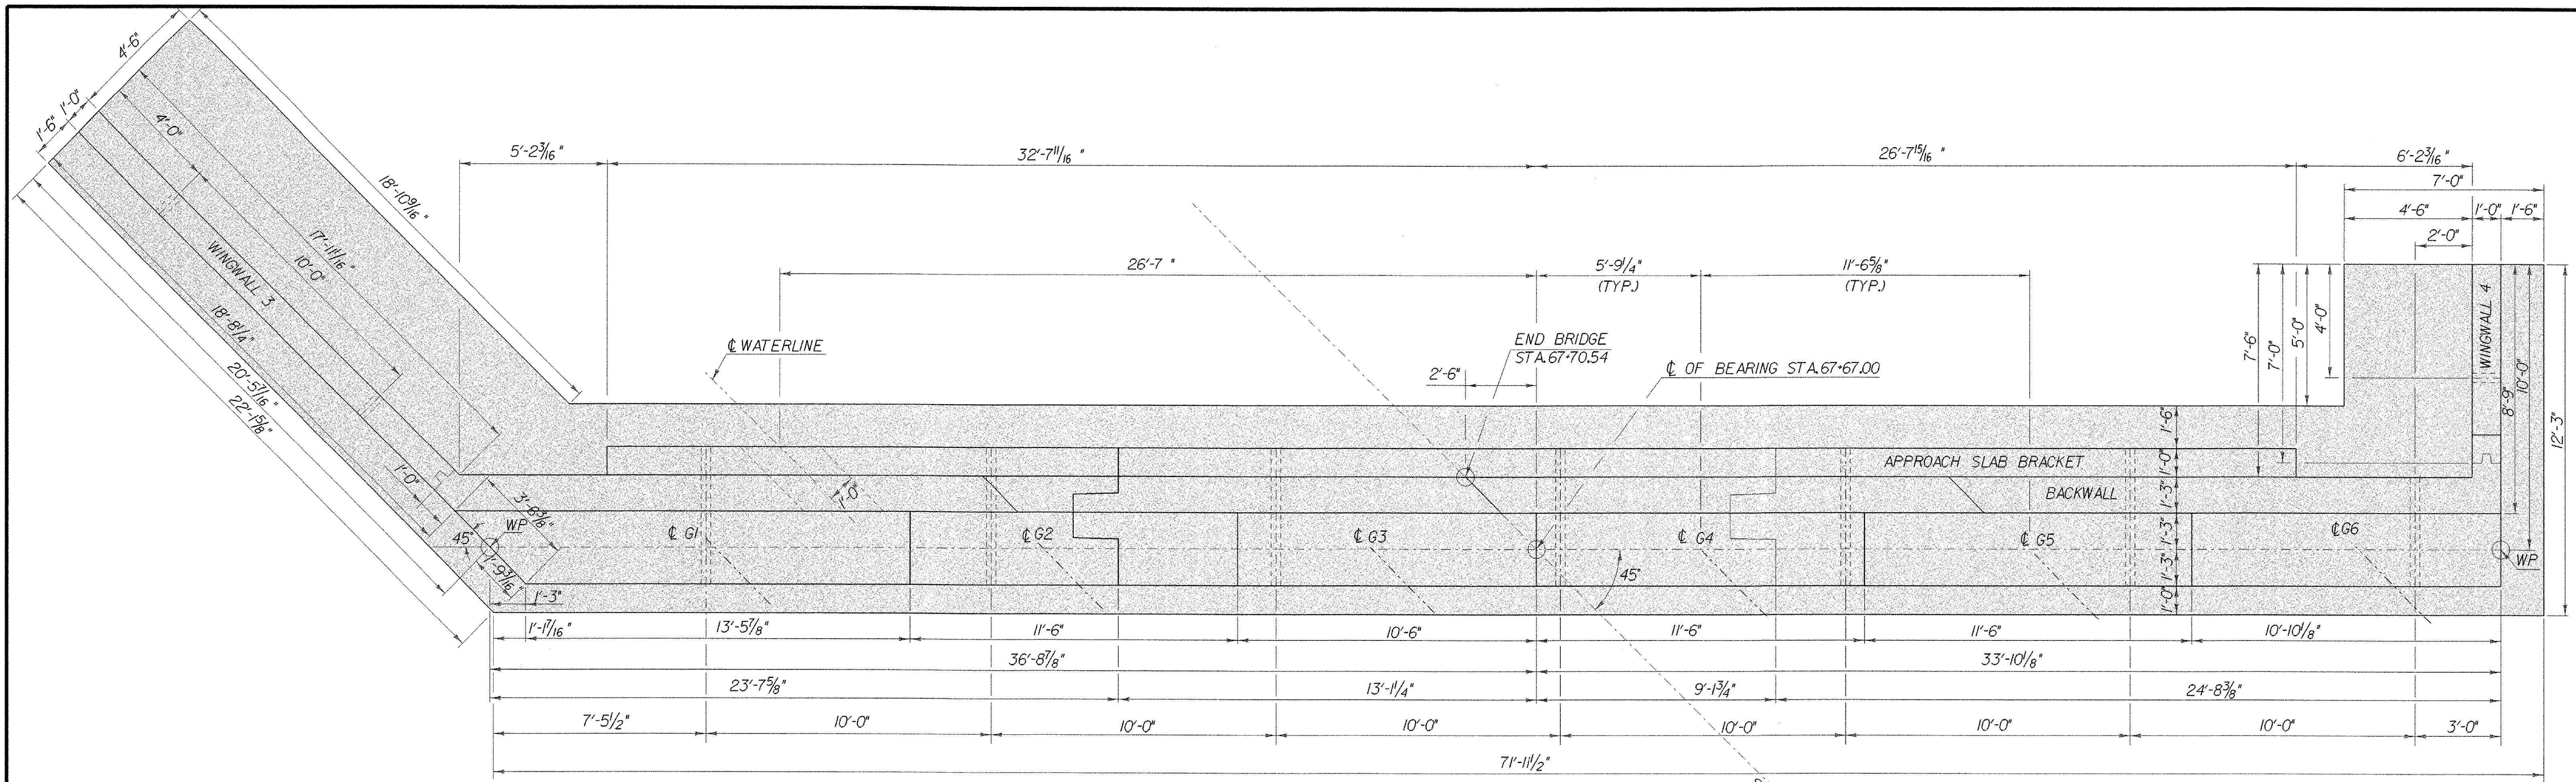 4'-6"
1'-0"
1'-6"
4'-0"
18'-10 9/16 "
17'-11 1/16 "
10'-0"
WINGWALL 3
18'-8 1/4 "
20'-5 7/16 "
22'-1 5/8 "
1'-0"
5'-2 3/16 "
32'-7 11/16 "
26'-7 15/16 "
6'-2 3/16 "
7'-0"
4'-6"
1'-0"
1'-6"
2'-0"
26'-7 "
5'-9 1/4"
(TYP.)
11'-6 5/8"
(TYP.)
7'-6"
7'-0"
5'-0"
4'-0"
WINGWALL 4
8'-9"
10'-0"
12'-3"
℄ WATERLINE
END BRIDGE
STA. 67+70.54
2'-6"
℄ OF BEARING STA. 67+67.00
1'-6"
APPROACH SLAB BRACKET
1'-0"
BACKWALL
1'-3"
1'-0"
3'-6 3/8"
WP
45°
1'-9 3/16 "
1'-3"
℄ G1
℄ G2
℄ G3
℄ G4
℄ G5
℄ G6
45°
1'-3"
1'-3"
1'-0"
WP
1'-1 7/16 "
13'-5 7/8"
11'-6"
10'-6"
11'-6"
11'-6"
10'-10 1/8"
36'-8 7/8"
33'-10 1/8"
23'-7 5/8"
13'-1 1/4"
9'-1 3/4"
24'-8 3/8"
7'-5 1/2"
10'-0"
10'-0"
10'-0"
10'-0"
10'-0"
10'-0"
3'-0"
71'-11 1/2"